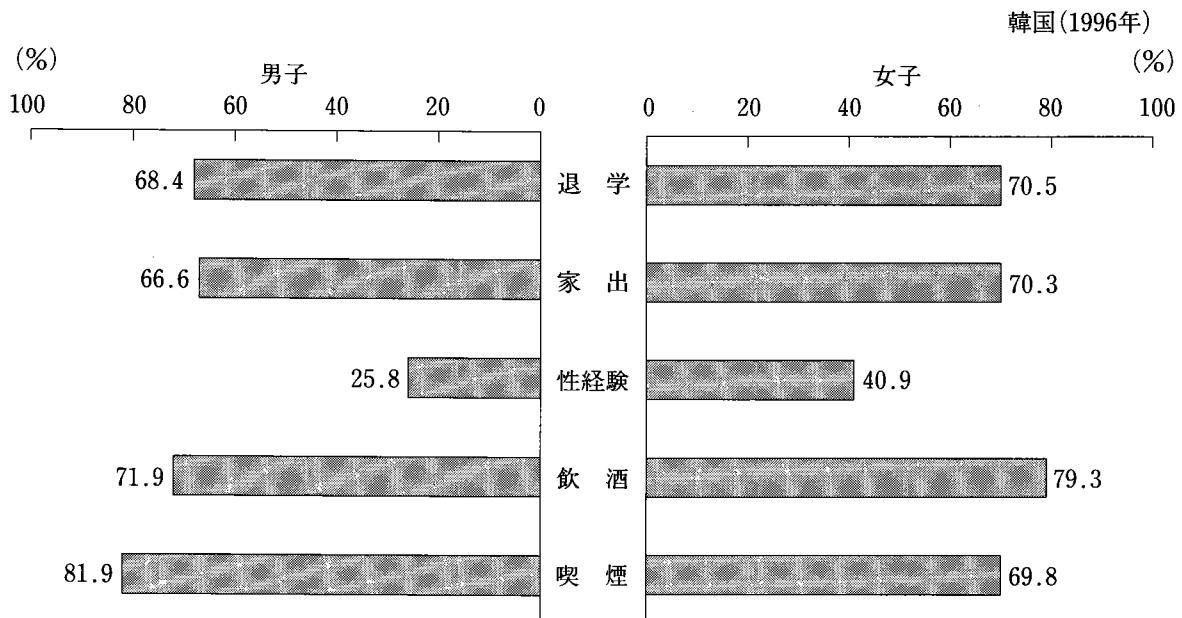 韓国(1996年)
(%) 男子 女子 (%)
100 80 60 40 20 0 0 20 40 60 80 100
68.4 退 学 70.5
66.6 家 出 70.3
25.8 性経験 40.9
71.9 飲 酒 79.3
81.9 喫 煙 69.8